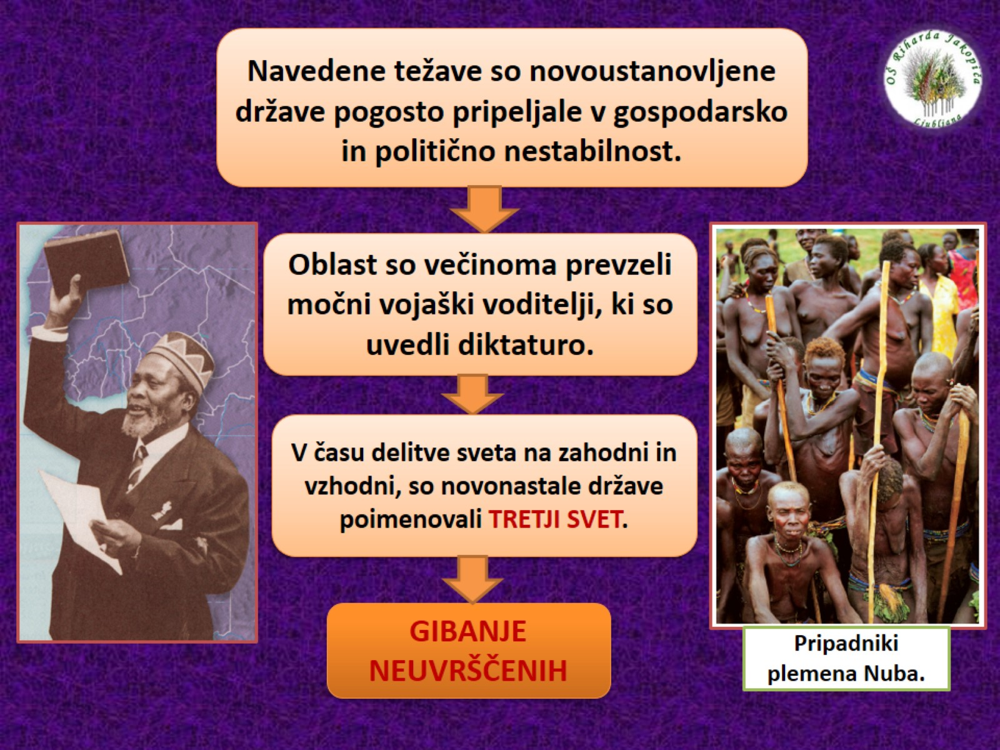 Navedene težave so novoustanovljene
države pogosto pripeljale v gospodarsko
in politično nestabilnost.
OŠ Riharda Jakopiča
Ljubljana
Oblast so večinoma prevzeli
močni vojaški voditelji, ki so
uvedli diktaturo.
V času delitve sveta na zahodni in
vzhodni, so novonastale države
poimenovali TRETJI SVET.
GIBANJE
NEUVRŠČENIH
Pripadniki
plemena Nuba.